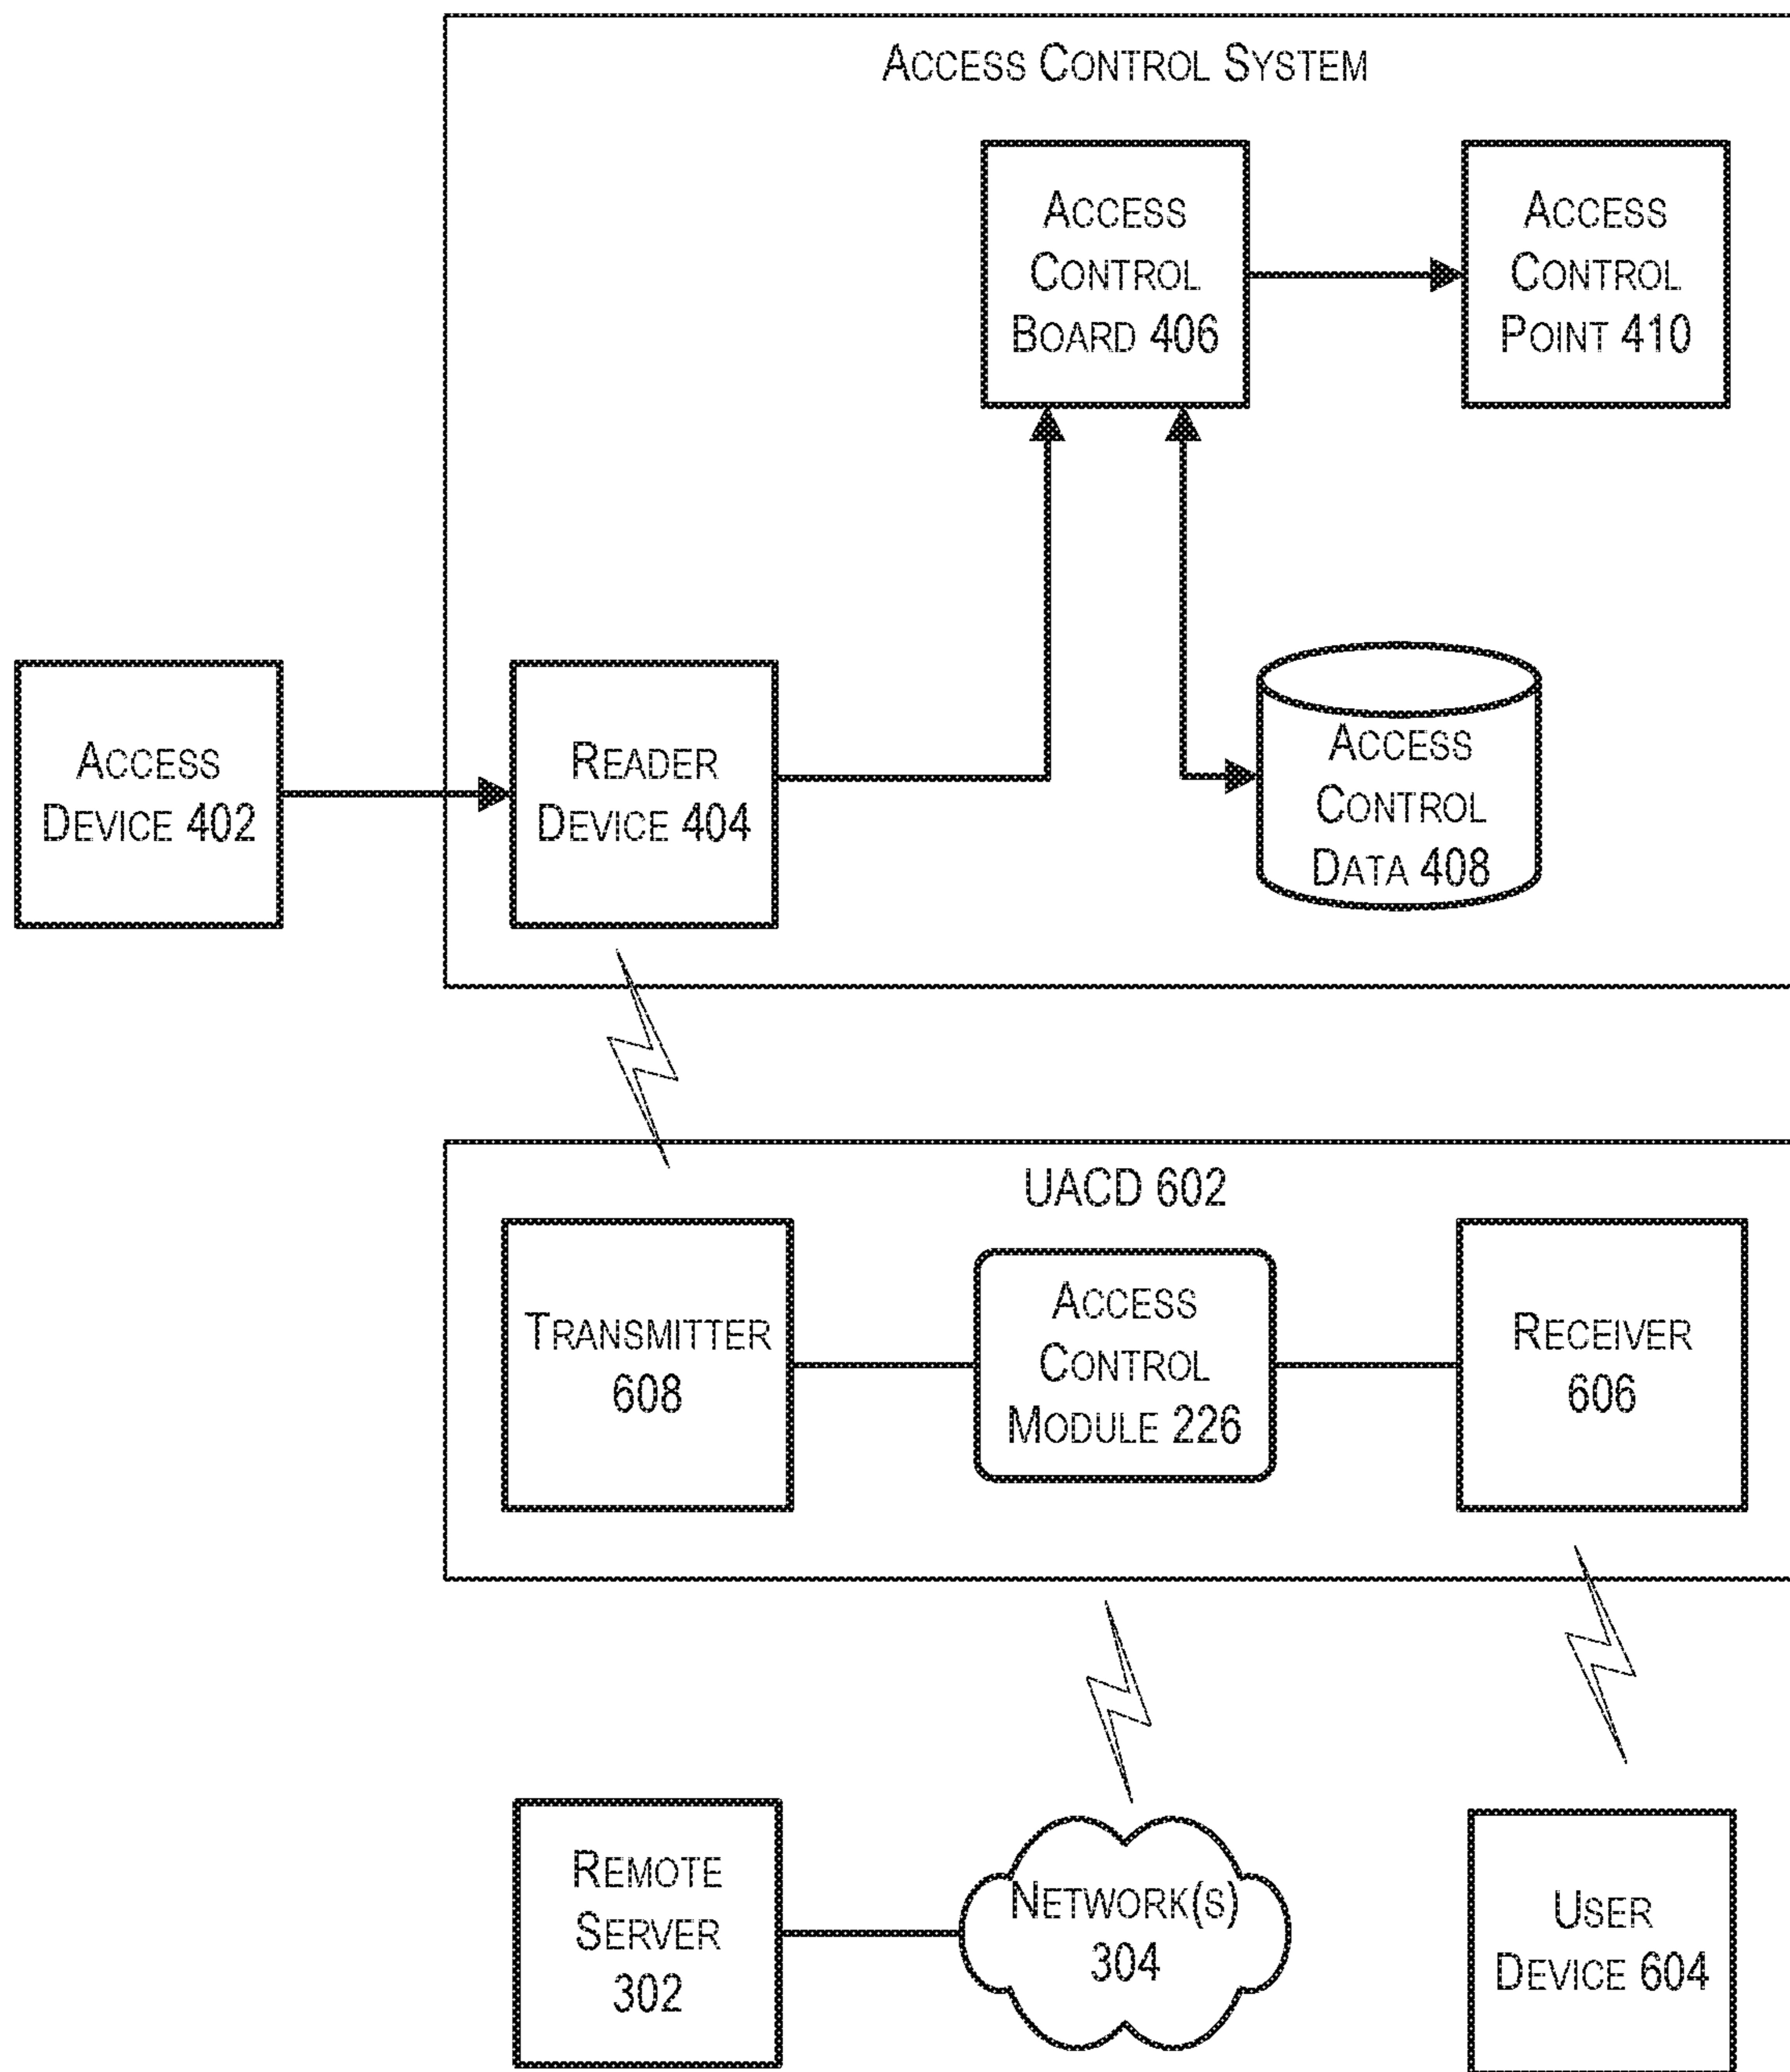 Access Control System
Access
Control
Board 406
Access
Control
Point 410
Access
Device 402
Reader
Device 404
Access
Control
Data 408
UACD 602
Transmitter
608
Access
Control
Module 226
Receiver
606
Remote
Server
302
Network(s)
304
User
Device 604